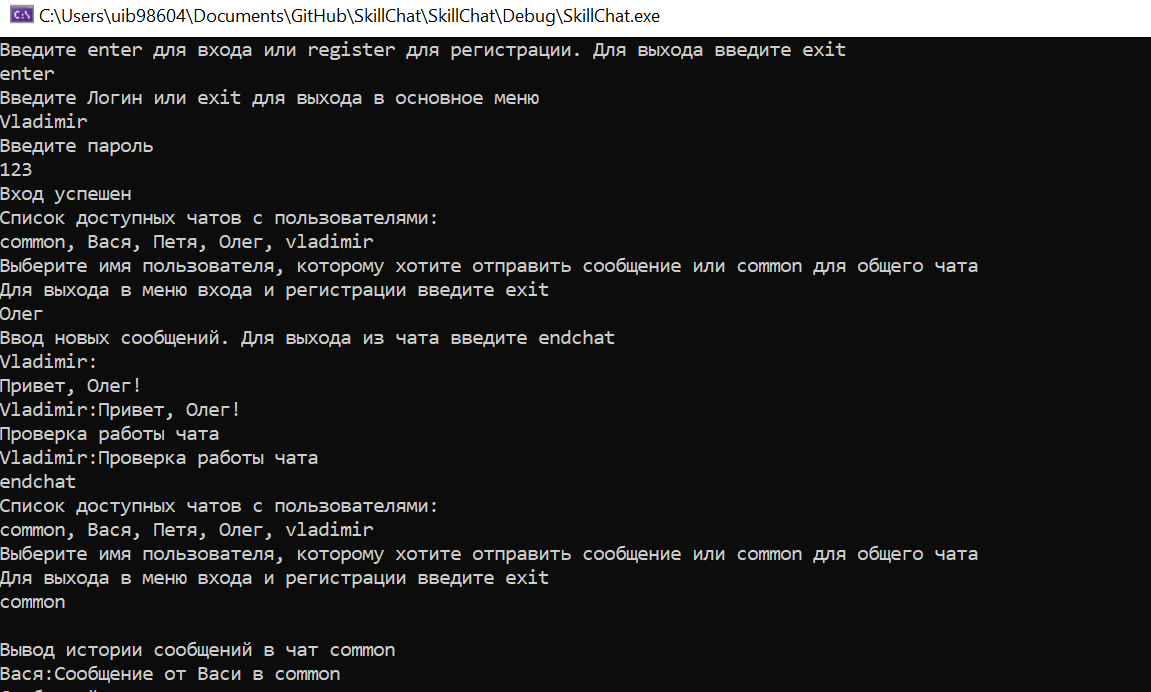 C:\Users\uib98604\Documents\GitHub\SkillChat\SkillChat\Debug\SkillChat.exe
Введите enter для входа или register для регистрации. Для выхода введите exit
enter
Введите Логин или exit для выхода в основное меню
Vladimir
Введите пароль
123
Вход успешен
Список доступных чатов с пользователями:
common, Вася, Петя, Олег, vladimir
Выберите имя пользователя, которому хотите отправить сообщение или common для общего чата
Для выхода в меню входа и регистрации введите exit
Олег
Ввод новых сообщений. Для выхода из чата введите endchat
Vladimir:
Привет, Олег!
Vladimir:Привет, Олег!
Проверка работы чата
Vladimir:Проверка работы чата
endchat
Список доступных чатов с пользователями:
common, Вася, Петя, Олег, vladimir
Выберите имя пользователя, которому хотите отправить сообщение или common для общего чата
Для выхода в меню входа и регистрации введите exit
common
Вывод истории сообщений в чат common
Вася:Сообщение от Васи в common